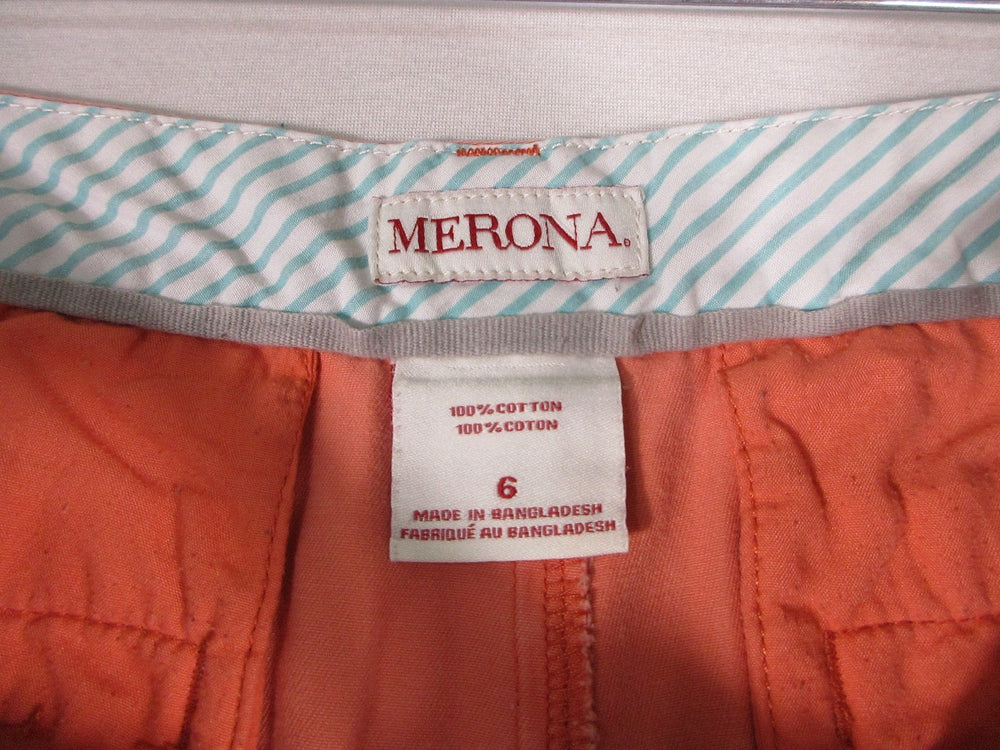 MERONA®
100% COTTON
100% COTON
6
MADE IN BANGLADESH
FABRIQUÉ AU BANGLADESH